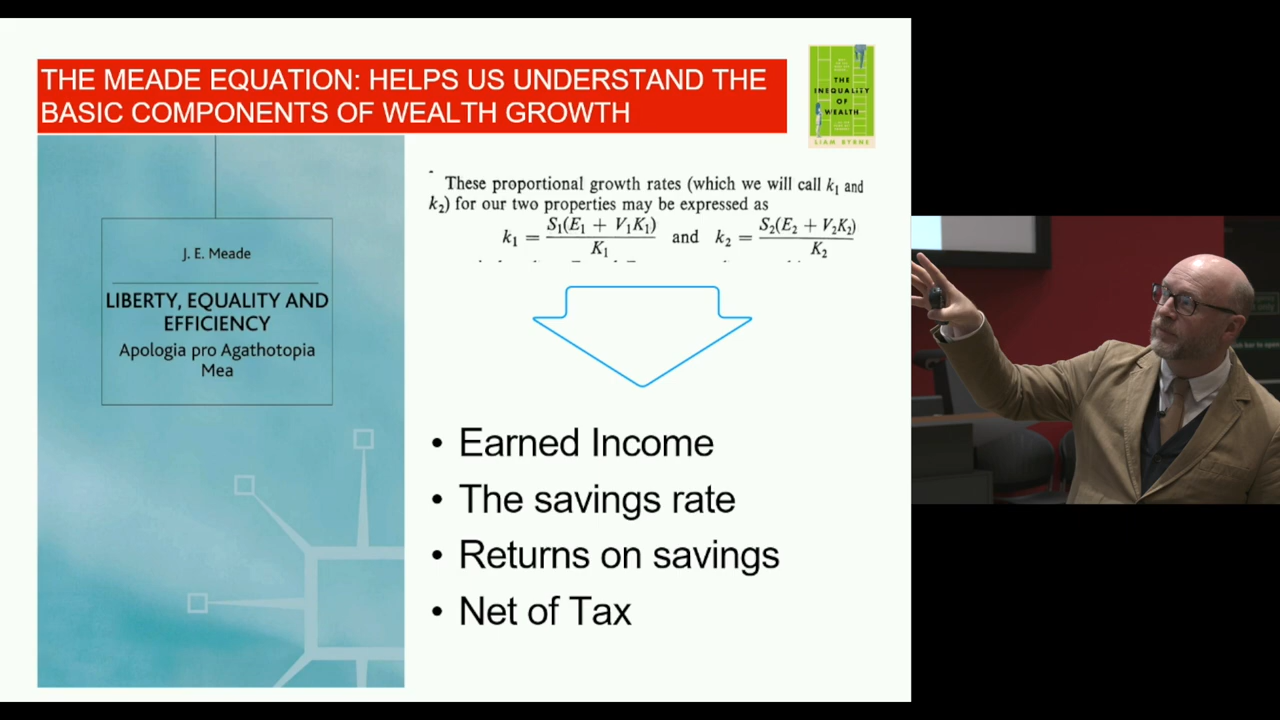 THE MEADE EQUATION: HELPS US UNDERSTAND THE
BASIC COMPONENTS OF WEALTH GROWTH
THE
INEQUALITY
OF
WEALTH
LIAM BYRNE
J. E. Meade
LIBERTY, EQUALITY AND
EFFICIENCY
Apologia pro Agathotopia
Mea
These proportional growth rates (which we will call k₁ and
k₂) for our two properties may be expressed as
k₁ = S₁(E₁ + V₁K₁) / K₁ and k₂ = S₂(E₂ + V₂K₂) / K₂
• Earned Income
• The savings rate
• Returns on savings
• Net of Tax